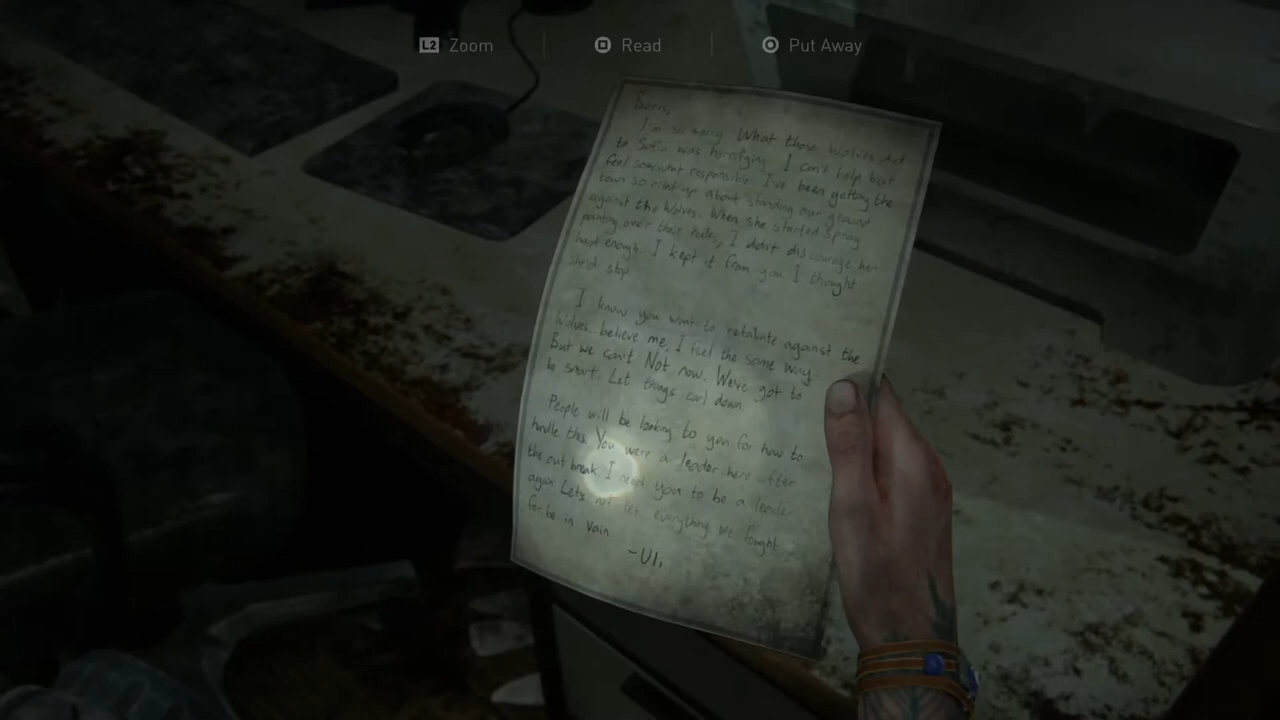 L2 Zoom
Read
Put Away
Boris,
I'm so sorry. What those Wolves did
to Sofia was horrifying. I can't help but
feel somewhat responsible. I've been getting the
town so riled up about standing our ground
against the Wolves. When she started spray
painting over their rules, I didn't discourage her
hard enough. I kept it from you I thought
she'd stop
I know you want to retaliate against the
Wolves.. believe me, I feel the same way.
But we can't. Not now. We've got to
be smart. Let things cool down
People will be looking to you for how to
handle this. You were a leader here after
the out break. I need you to be a leader
again Lets not let everything we fought
for be in vain